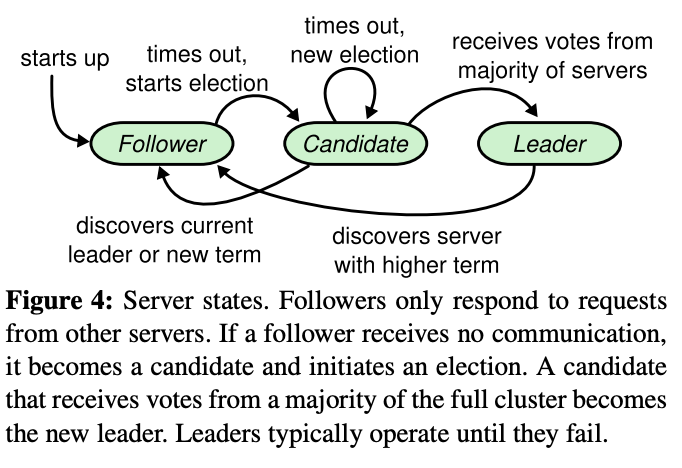 starts up
times out,
starts election
times out,
new election
receives votes from
majority of servers
Follower
Candidate
Leader
discovers current
leader or new term
discovers server
with higher term
Figure 4: Server states. Followers only respond to requests
from other servers. If a follower receives no communication,
it becomes a candidate and initiates an election. A candidate
that receives votes from a majority of the full cluster becomes
the new leader. Leaders typically operate until they fail.